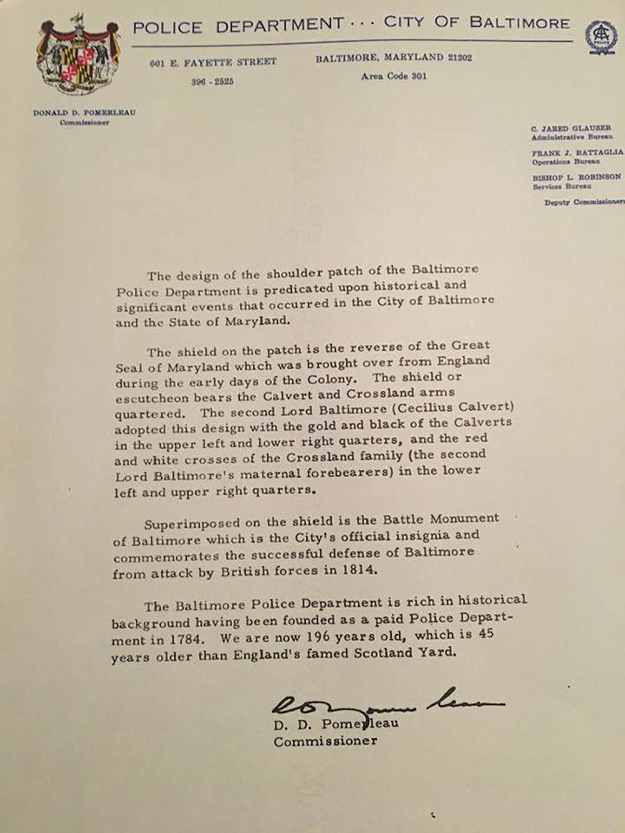 POLICE DEPARTMENT · · · CITY OF BALTIMORE
601 E. FAYETTE STREET
396 - 2525
BALTIMORE, MARYLAND 21202
Area Code 301
DONALD D. POMERLEAU
Commissioner
C. JARED GLAUBER
Administrative Bureau
FRANK J. BATTAGLIA
Operations Bureau
BISHOP L. ROBINSON
Services Bureau
Deputy Commissioners
The design of the shoulder patch of the Baltimore
Police Department is predicated upon historical and
significant events that occurred in the City of Baltimore
and the State of Maryland.
The shield on the patch is the reverse of the Great
Seal of Maryland which was brought over from England
during the early days of the Colony. The shield or
escutcheon bears the Calvert and Crossland arms
quartered. The second Lord Baltimore (Cecilius Calvert)
adopted this design with the gold and black of the Calverts
in the upper left and lower right quarters, and the red
and white crosses of the Crossland family (the second
Lord Baltimore's maternal forebearers) in the lower
left and upper right quarters.
Superimposed on the shield is the Battle Monument
of Baltimore which is the City's official insignia and
commemorates the successful defense of Baltimore
from attack by British forces in 1814.
The Baltimore Police Department is rich in historical
background having been founded as a paid Police Depart-
ment in 1784. We are now 196 years old, which is 45
years older than England's famed Scotland Yard.
D. D. Pomerleau
Commissioner